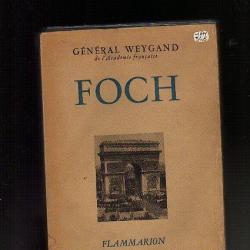 GÉNÉRAL WEYGAND
de l'Académie française
FOCH
FLAMMARION